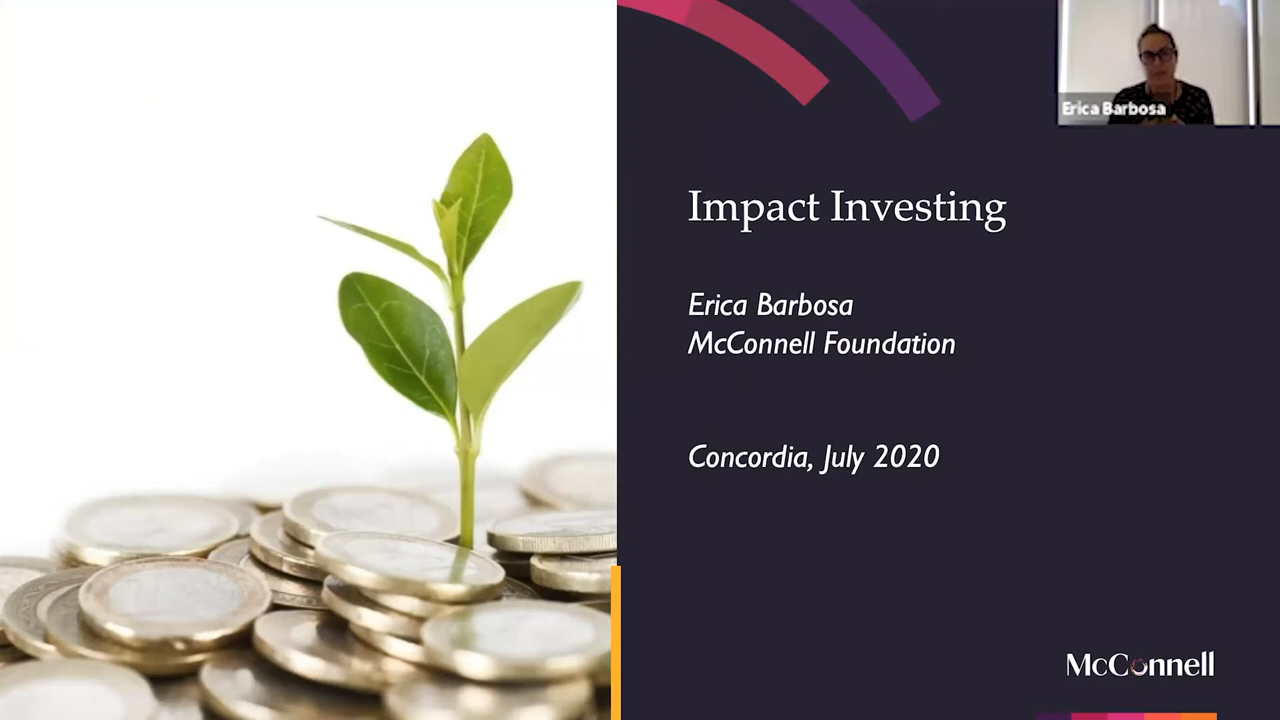 Erica Barbosa
Impact Investing
Erica Barbosa
McConnell Foundation
Concordia, July 2020
McConnell